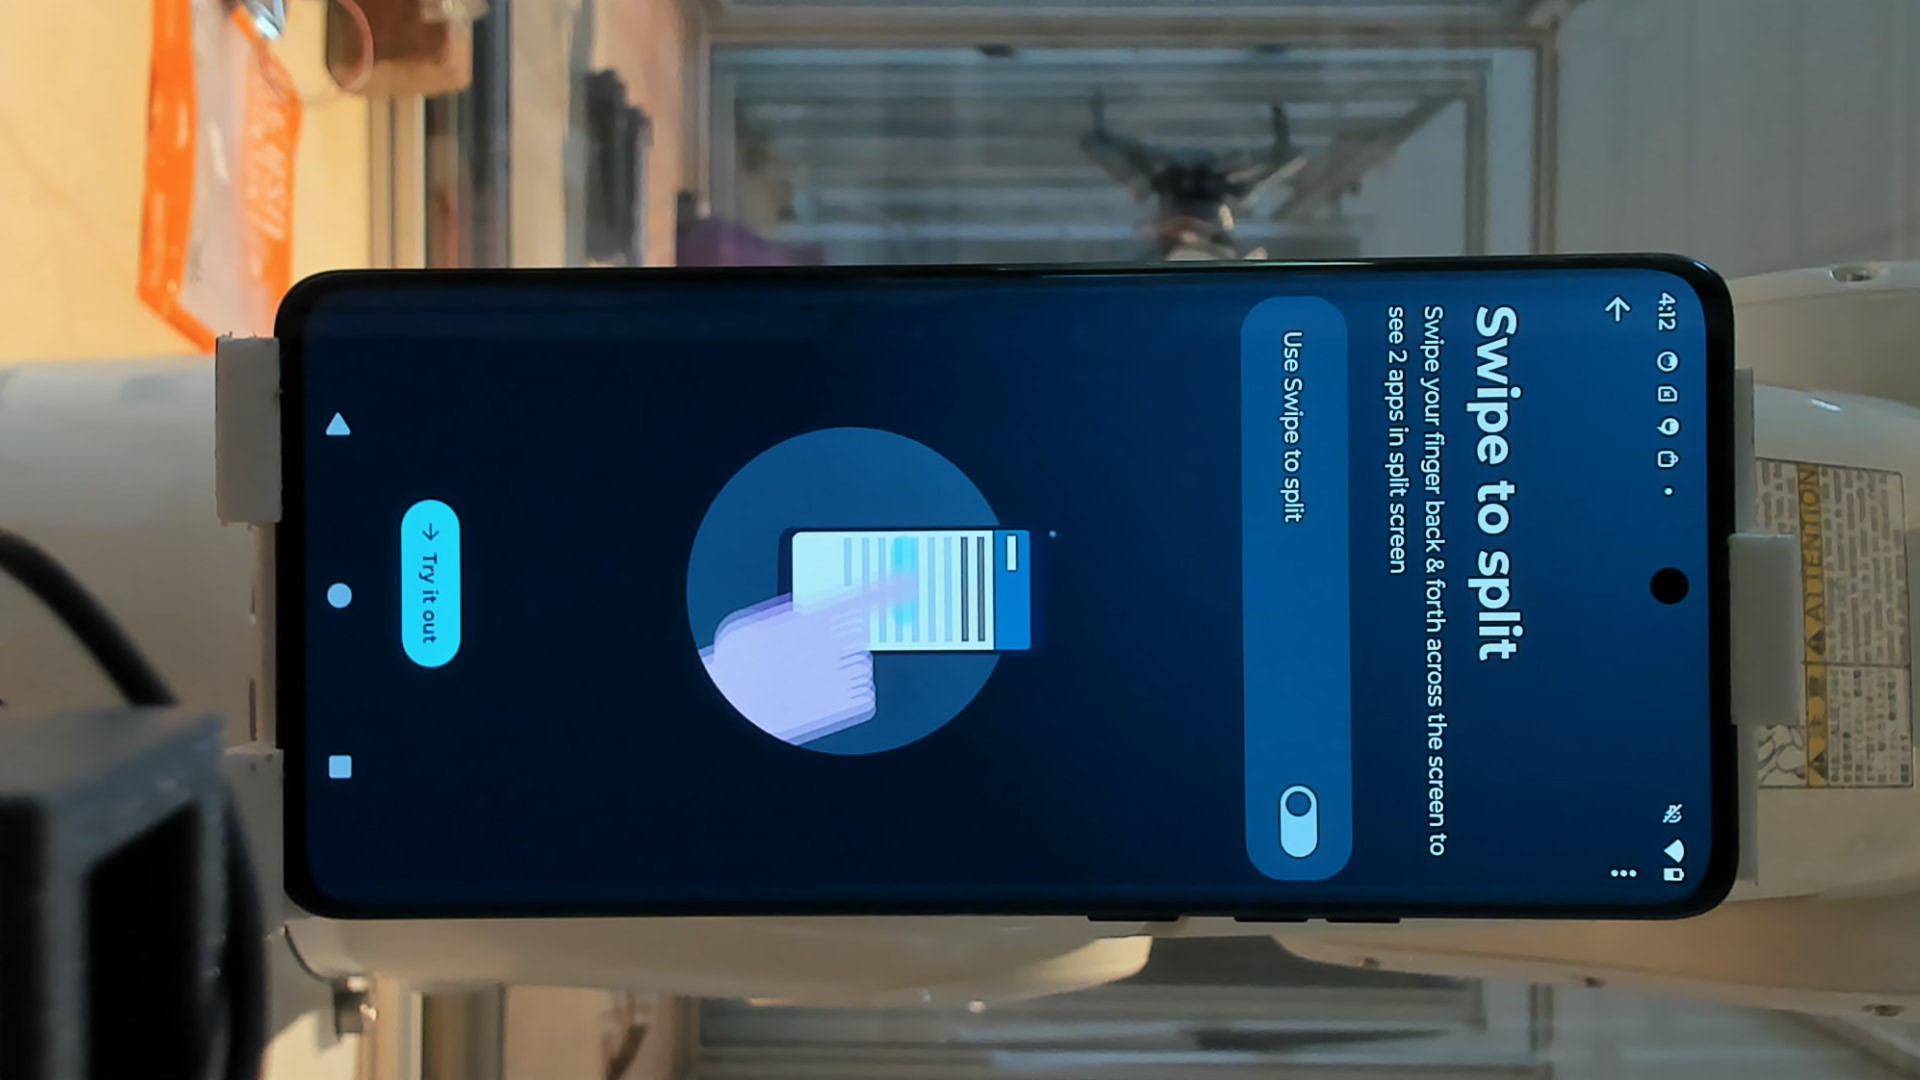 4:12
Swipe to split
Swipe your finger back & forth across the screen to
see 2 apps in split screen
Use Swipe to split
Try it out